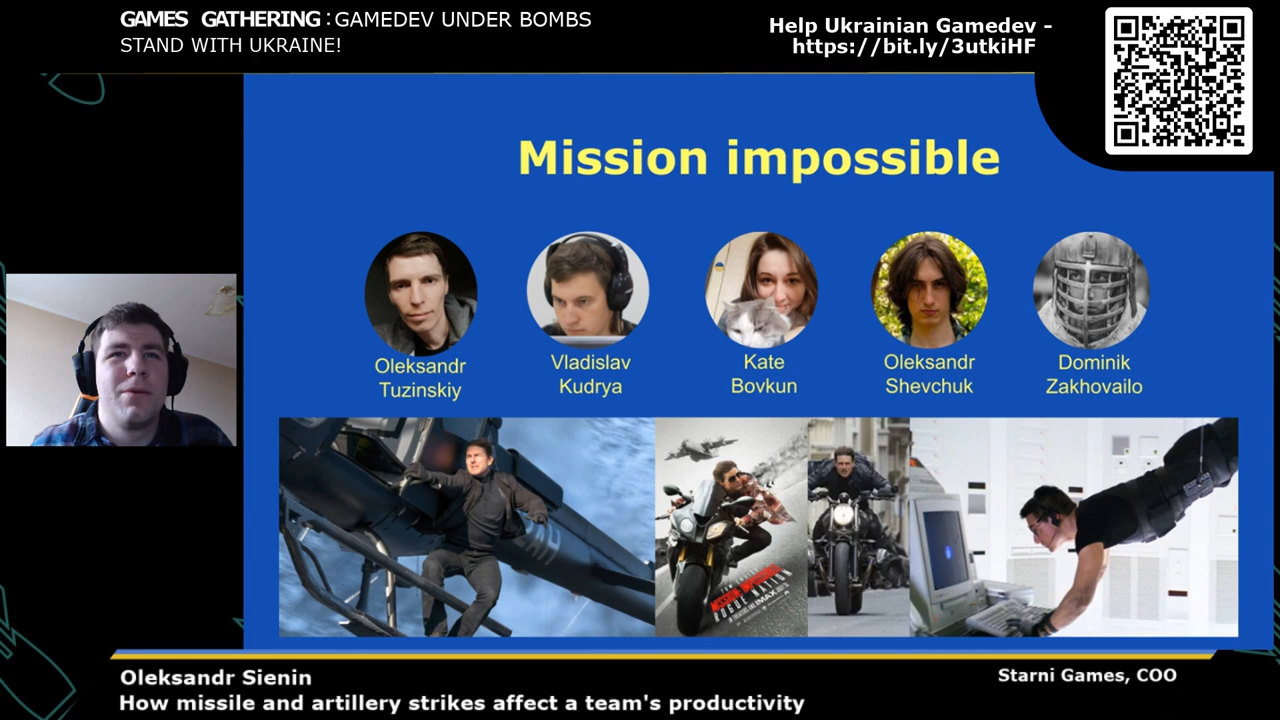 GAMES GATHERING : GAMEDEV UNDER BOMBS
STAND WITH UKRAINE!
Help Ukrainian Gamedev -
https://bit.ly/3utkiHF
Mission impossible
Oleksandr
Tuzinskiy
Vladislav
Kudrya
Kate
Bovkun
Oleksandr
Shevchuk
Dominik
Zakhovailo
MISSION: IMPOSSIBLE
ROGUE NATION
Oleksandr Sienin
Starni Games, COO
How missile and artillery strikes affect a team's productivity